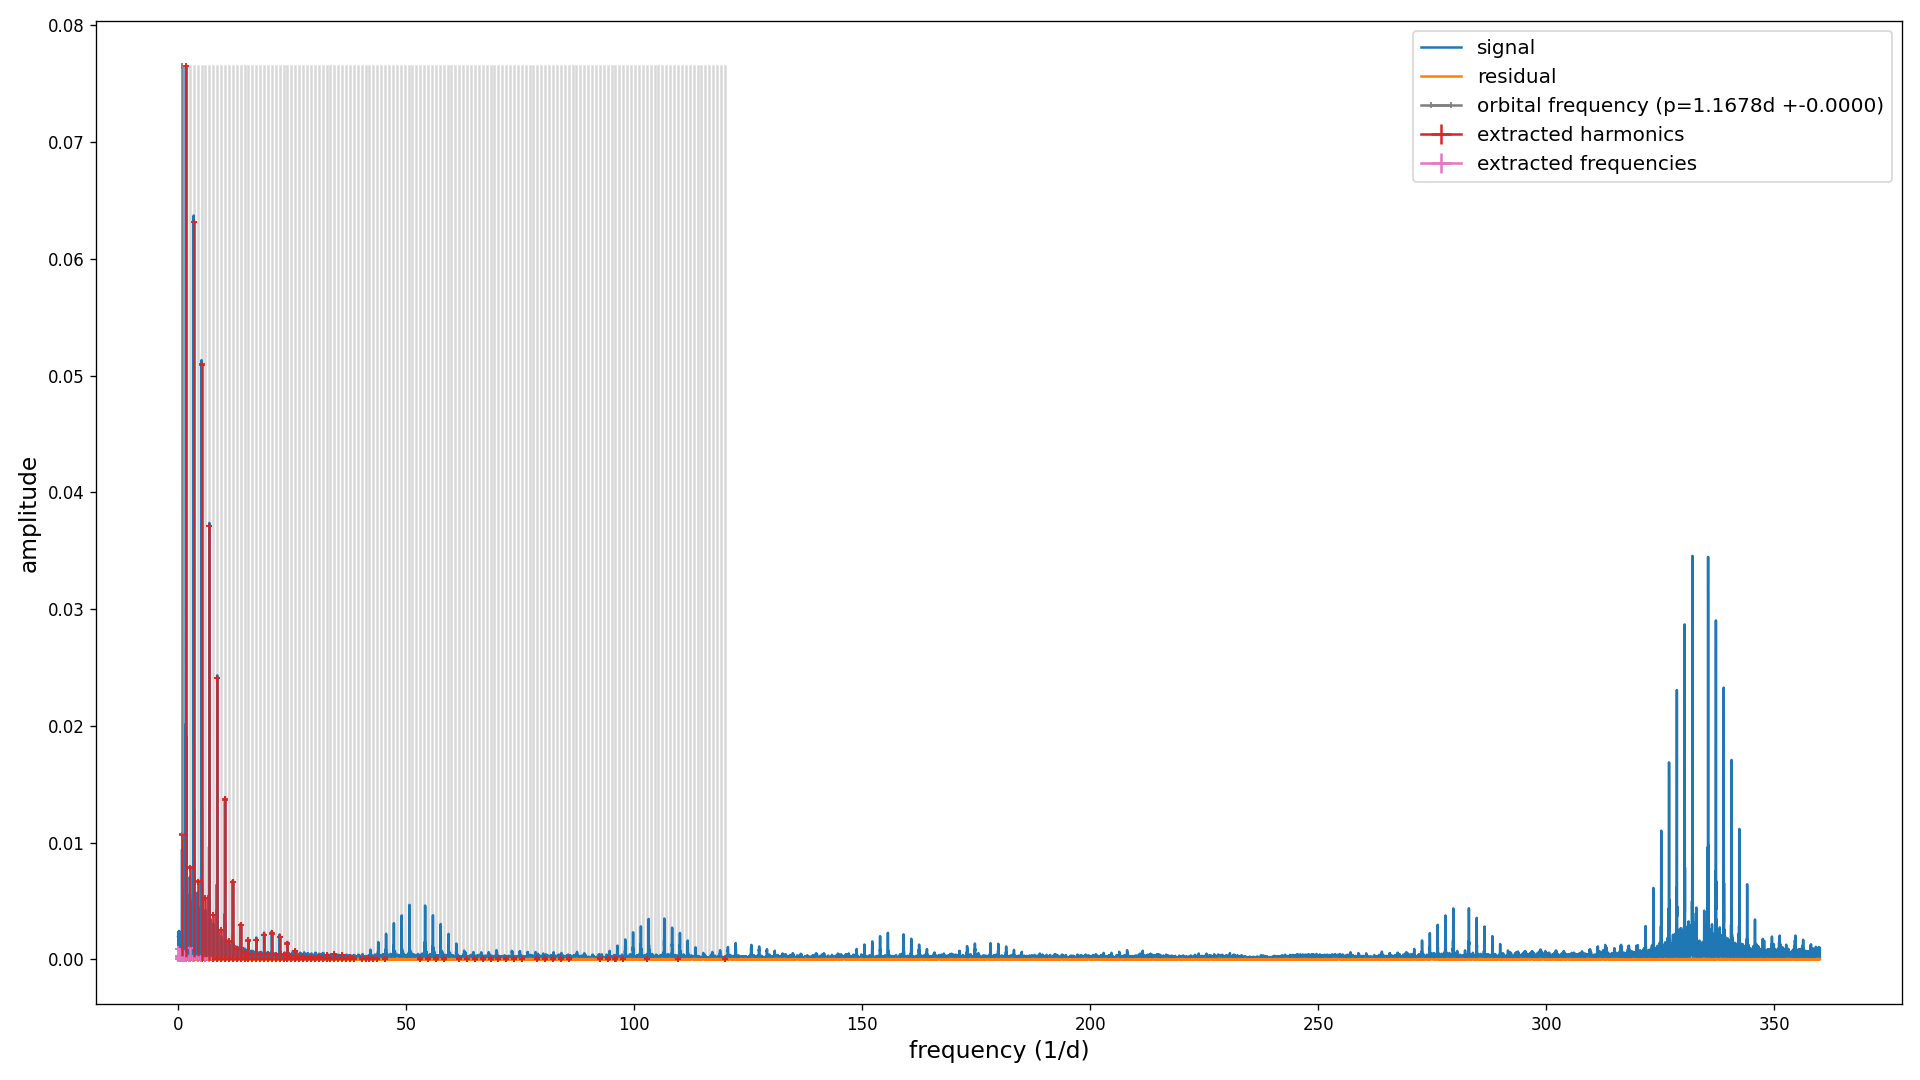 0.08
0.07
0.06
0.05
0.04
0.03
0.02
0.01
0.00
amplitude
0
50
100
150
200
250
300
350
frequency (1/d)
signal
residual
orbital frequency (p=1.1678d +-0.0000)
extracted harmonics
extracted frequencies